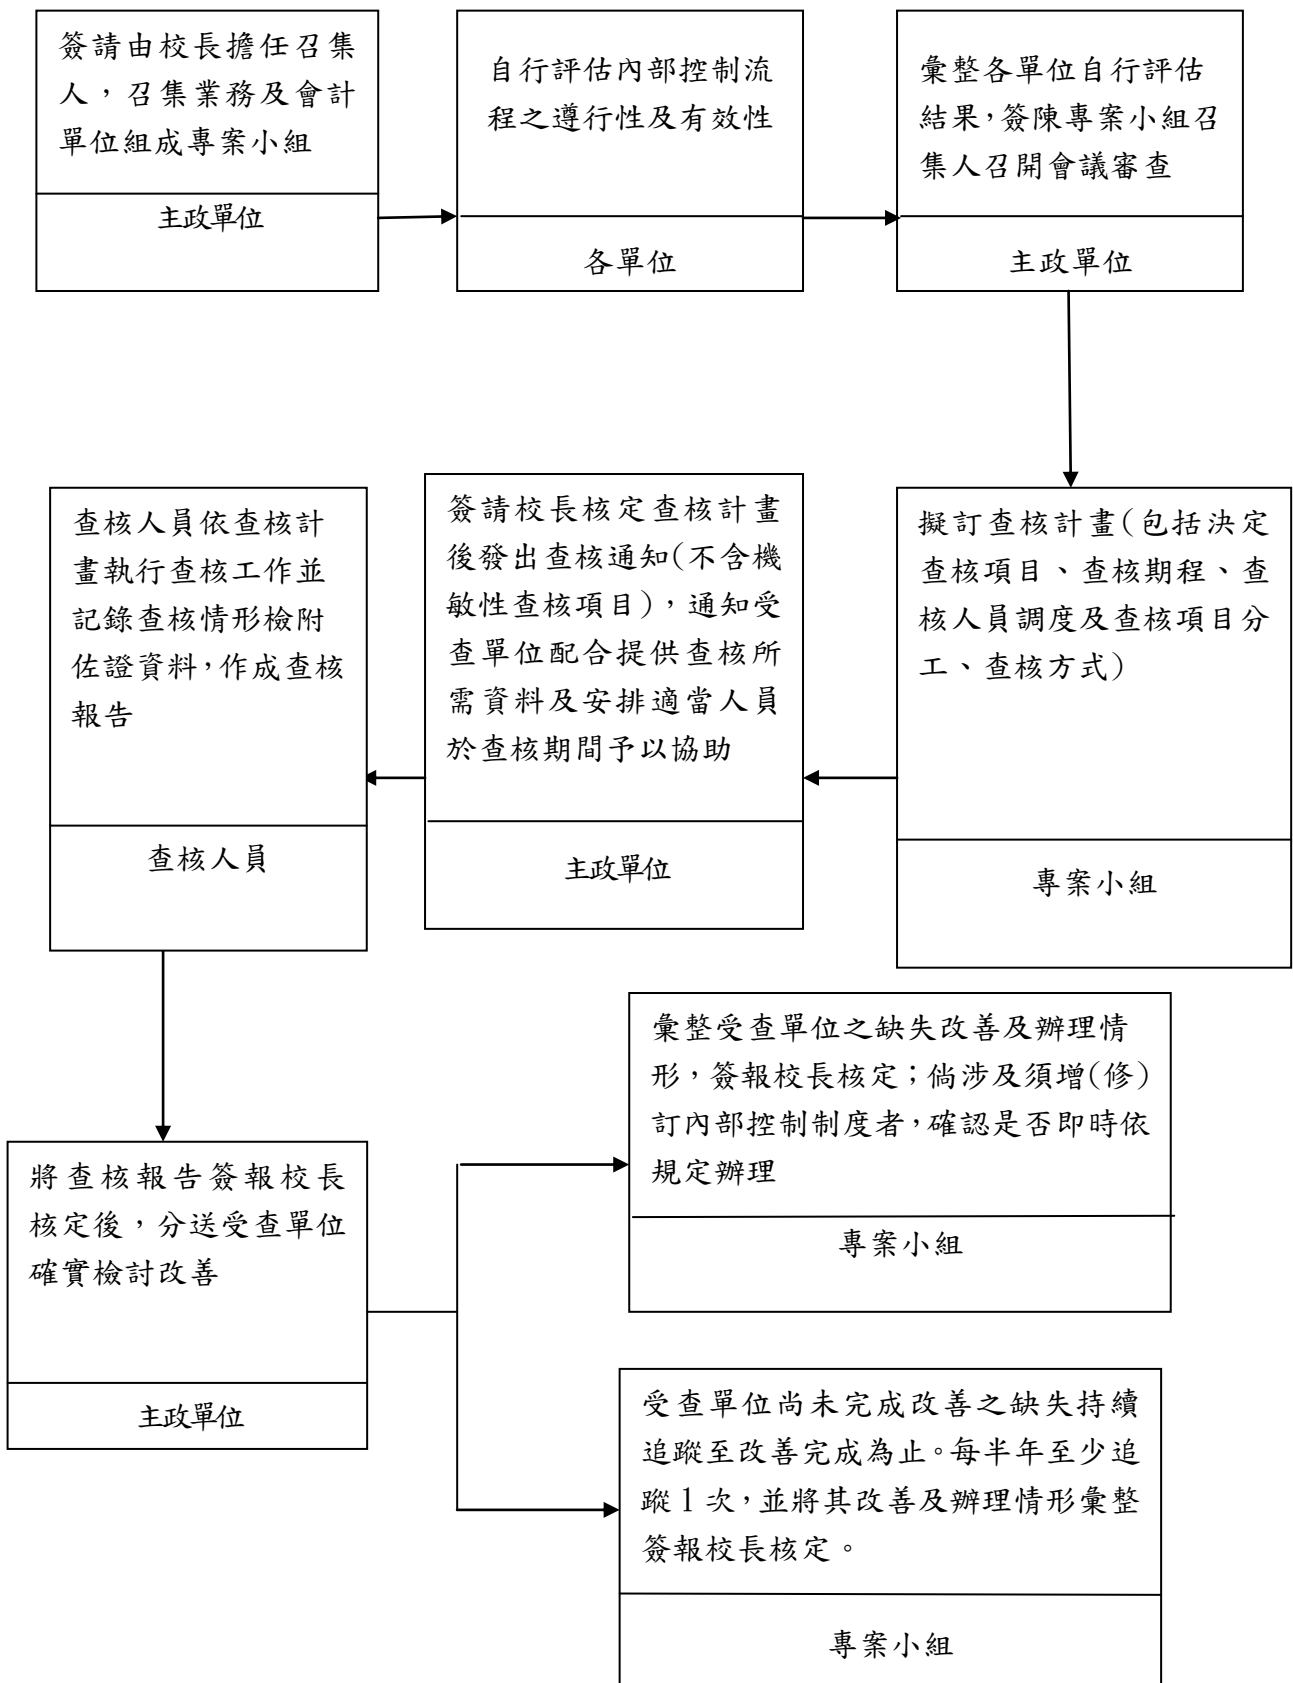 簽請由校長擔任召集
人，召集業務及會計
單位組成專案小組
主政單位
自行評估內部控制流
程之遵行性及有效性
各單位
彙整各單位自行評估
結果，簽陳專案小組召
集人召開會議審查
主政單位
擬訂查核計畫(包括決定
查核項目、查核期程、查
核人員調度及查核項目分
工、查核方式)
專案小組
簽請校長核定查核計畫
後發出查核通知(不含機
敏性查核項目)，通知受
查單位配合提供查核所
需資料及安排適當人員
於查核期間予以協助
主政單位
查核人員依查核計
畫執行查核工作並
記錄查核情形檢附
佐證資料，作成查核
報告
查核人員
將查核報告簽報校長
核定後，分送受查單位
確實檢討改善
主政單位
彙整受查單位之缺失改善及辦理情
形，簽報校長核定；倘涉及須增(修)
訂內部控制制度者，確認是否即時依
規定辦理
專案小組
受查單位尚未完成改善之缺失持續
追蹤至改善完成為止。每半年至少追
蹤1次，並將其改善及辦理情形彙整
簽報校長核定。
專案小組